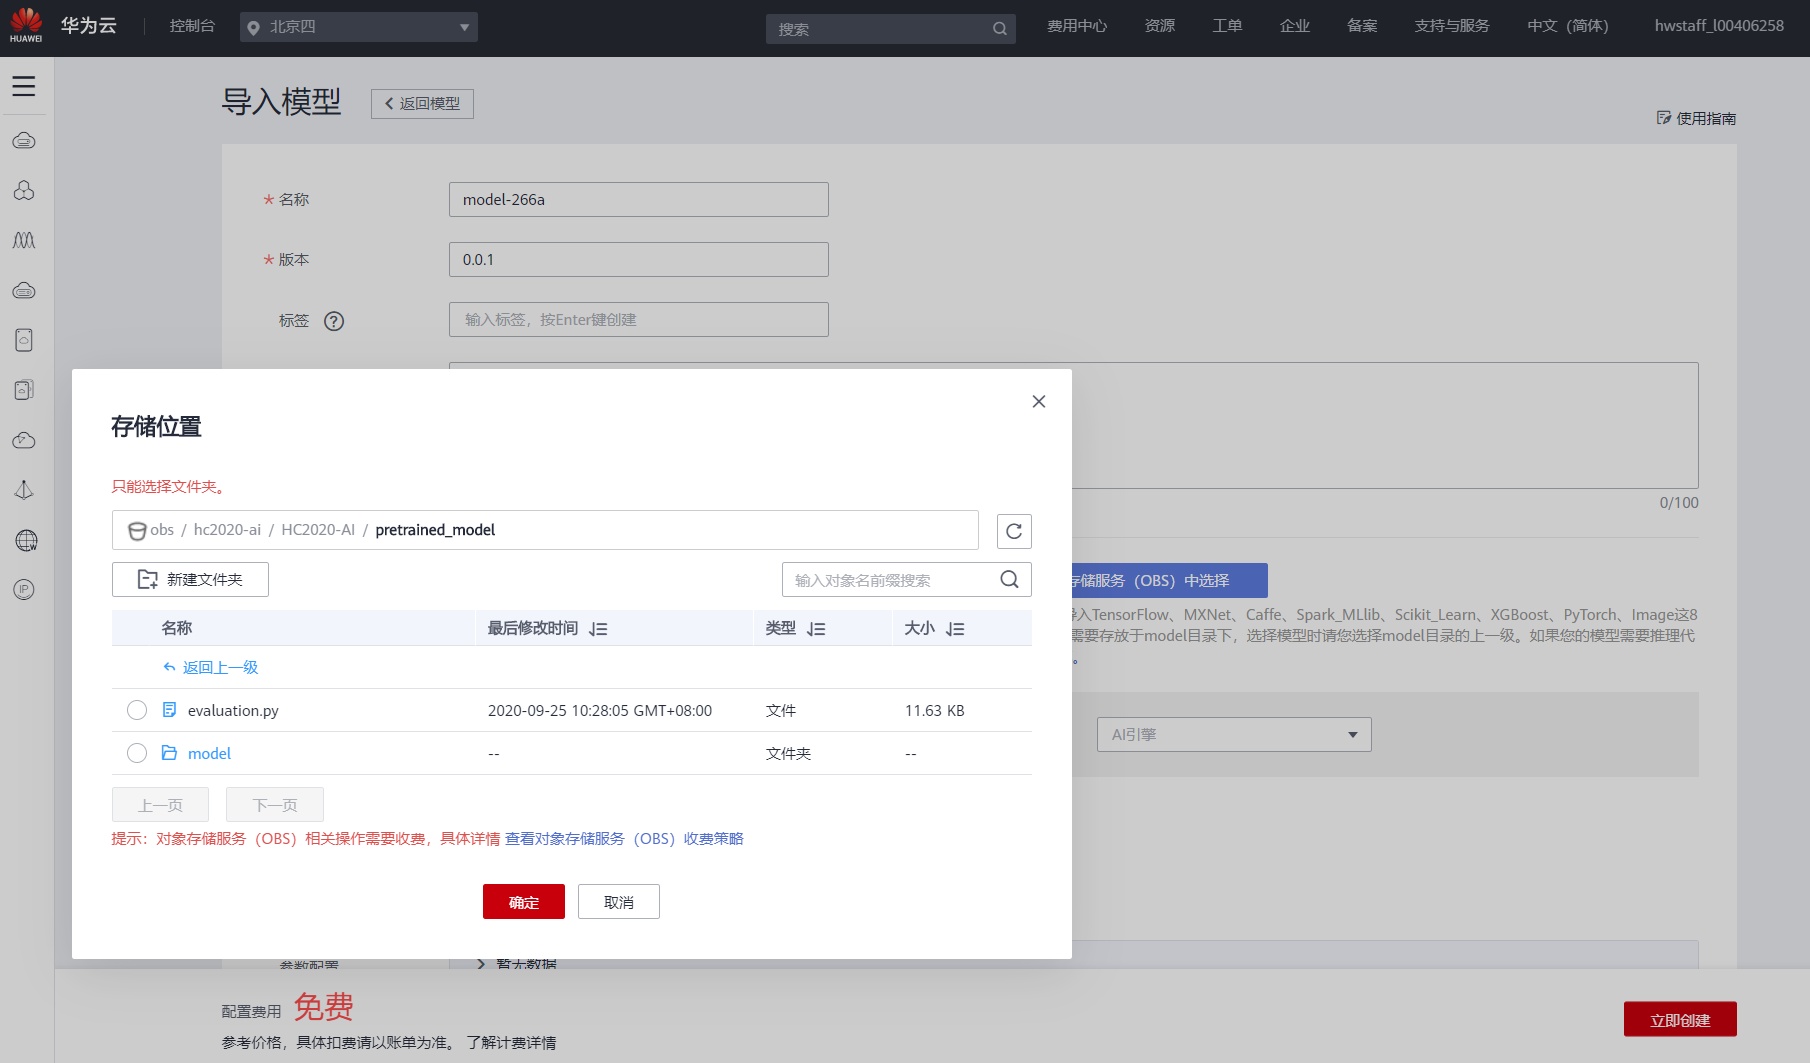 HUAWEI 华为云 控制台 北京四 搜索 费用中心 资源 工单 企业 备案 支持与服务 中文（简体） hwstaff_l00406258
导入模型 返回模型
使用指南
* 名称 model-266a
* 版本 0.0.1
标签 ? 输入标签，按Enter键创建
0/100
存储位置
只能选择文件夹。
obs / hc2020-ai / HC2020-AI / pretrained_model
新建文件夹 输入对象名前缀搜索
名称 最后修改时间 类型 大小
返回上一级
evaluation.py 2020-09-25 10:28:05 GMT+08:00 文件 11.63 KB
model -- 文件夹 --
上一页 下一页
提示：对象存储服务（OBS）相关操作需要收费，具体详情 查看对象存储服务（OBS）收费策略
确定 取消
存储服务（OBS）中选择
入TensorFlow、MXNet、Caffe、Spark_MLlib、Scikit_Learn、XGBoost、PyTorch、Image这8
需要存放于model目录下，选择模型时请您选择model目录的上一级。如果您的模型需要推理代
。
AI引擎
参数配置 暂无数据
配置费用 免费
参考价格，具体扣费请以账单为准。 了解计费详情
立即创建
W
IP